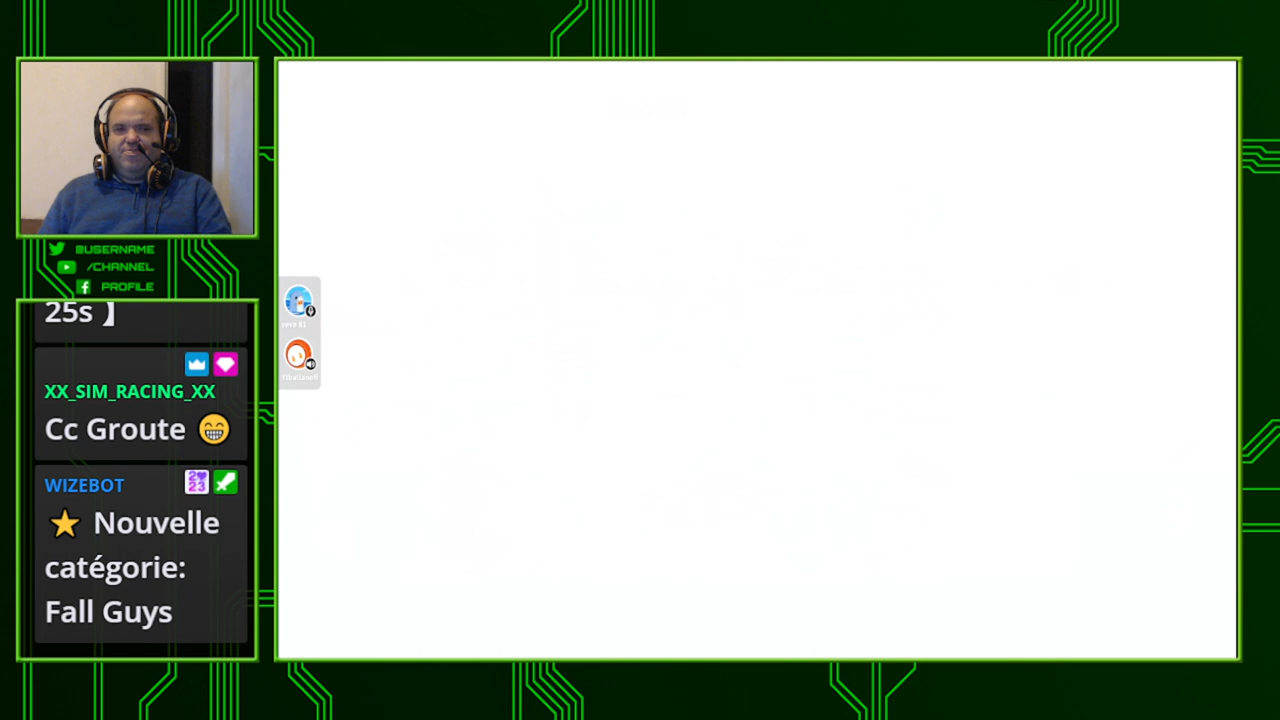 @USERNAME
/CHANNEL
PROFILE
25s 】
XX_SIM_RACING_XX
Cc Groute 😁
WIZEBOT
⭐ Nouvelle
catégorie:
Fall Guys